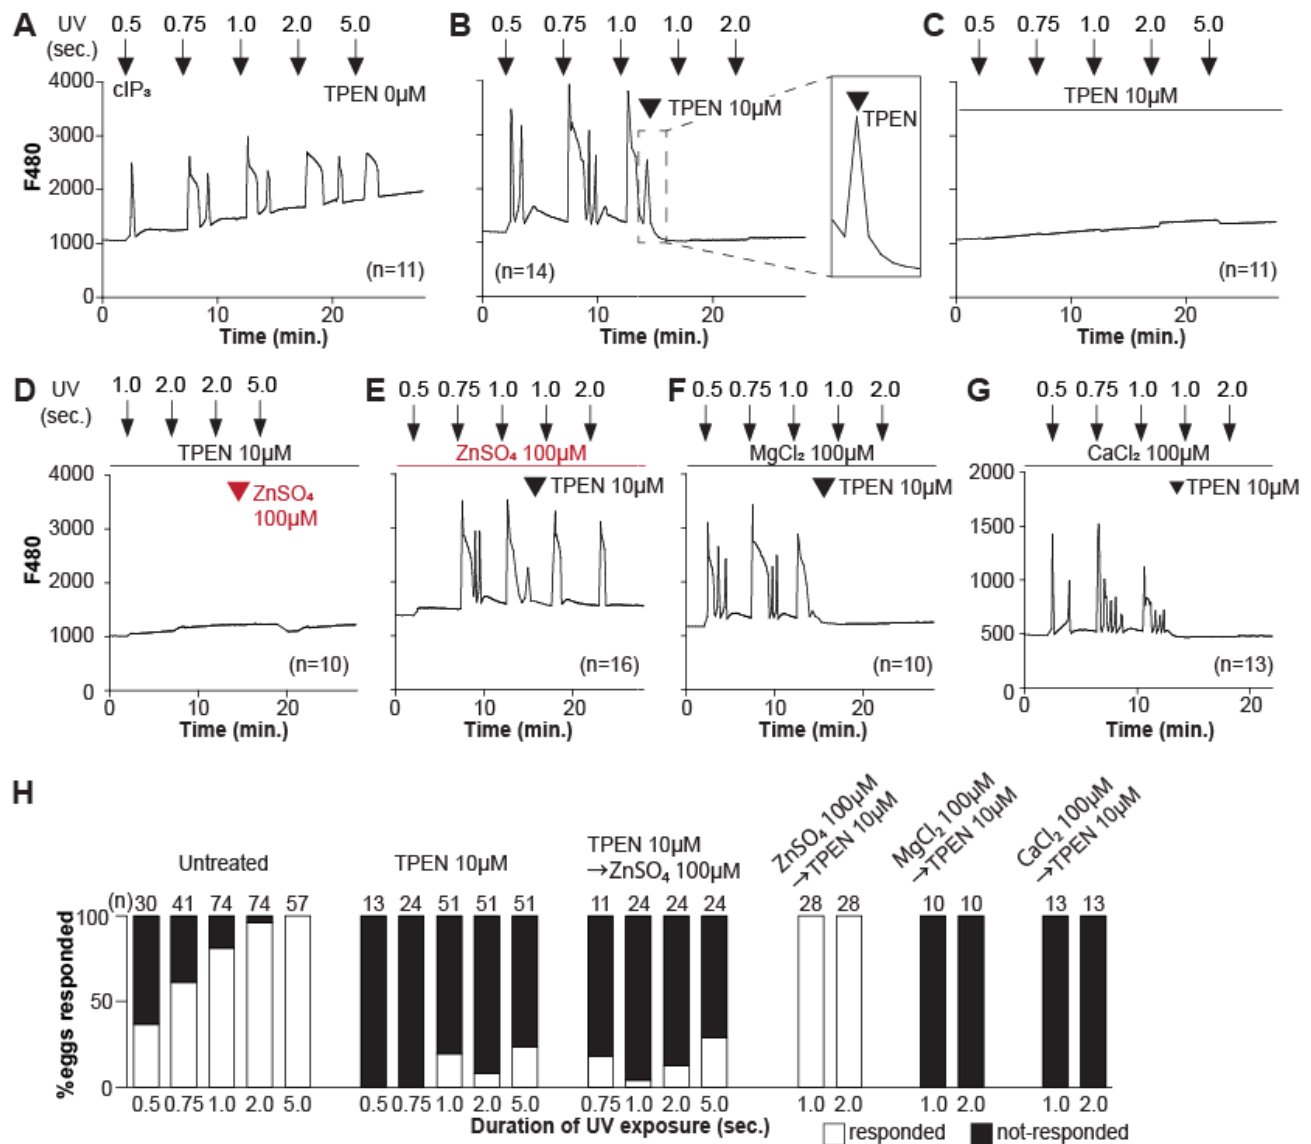 A UV (sec.) 0.5 0.75 1.0 2.0 5.0
cIP₃
TPEN 0µM
F480
4000
3000
2000
1000
0
(n=11)
0 10 20
Time (min.)
B 0.5 0.75 1.0 1.0 2.0
TPEN 10µM
TPEN
(n=14)
0 10 20
Time (min.)
C 0.5 0.75 1.0 2.0 5.0
TPEN 10µM
4000
3000
2000
1000
0
(n=11)
0 10 20
Time (min.)
D UV (sec.) 1.0 2.0 2.0 5.0
TPEN 10µM
ZnSO₄
100µM
F480
4000
3000
2000
1000
0
(n=10)
0 10 20
Time (min.)
E 0.5 0.75 1.0 1.0 2.0
ZnSO₄ 100µM
TPEN 10µM
(n=16)
0 10 20
Time (min.)
F 0.5 0.75 1.0 1.0 2.0
MgCl₂ 100µM
TPEN 10µM
(n=10)
0 10 20
Time (min.)
G 0.5 0.75 1.0 1.0 2.0
CaCl₂ 100µM
TPEN 10µM
2000
1500
1000
500
0
(n=13)
0 10 20
Time (min.)
H
%eggs responded
100
50
0
Untreated
(n) 30 41 74 74 57
0.5 0.75 1.0 2.0 5.0
TPEN 10µM
13 24 51 51 51
0.5 0.75 1.0 2.0 5.0
TPEN 10µM
→ZnSO₄ 100µM
11 24 24 24
0.75 1.0 2.0 5.0
ZnSO₄ 100µM
→TPEN 10µM
28 28
1.0 2.0
MgCl₂ 100µM
→TPEN 10µM
10 10
1.0 2.0
CaCl₂ 100µM
→TPEN 10µM
13 13
1.0 2.0
Duration of UV exposure (sec.)
responded not-responded